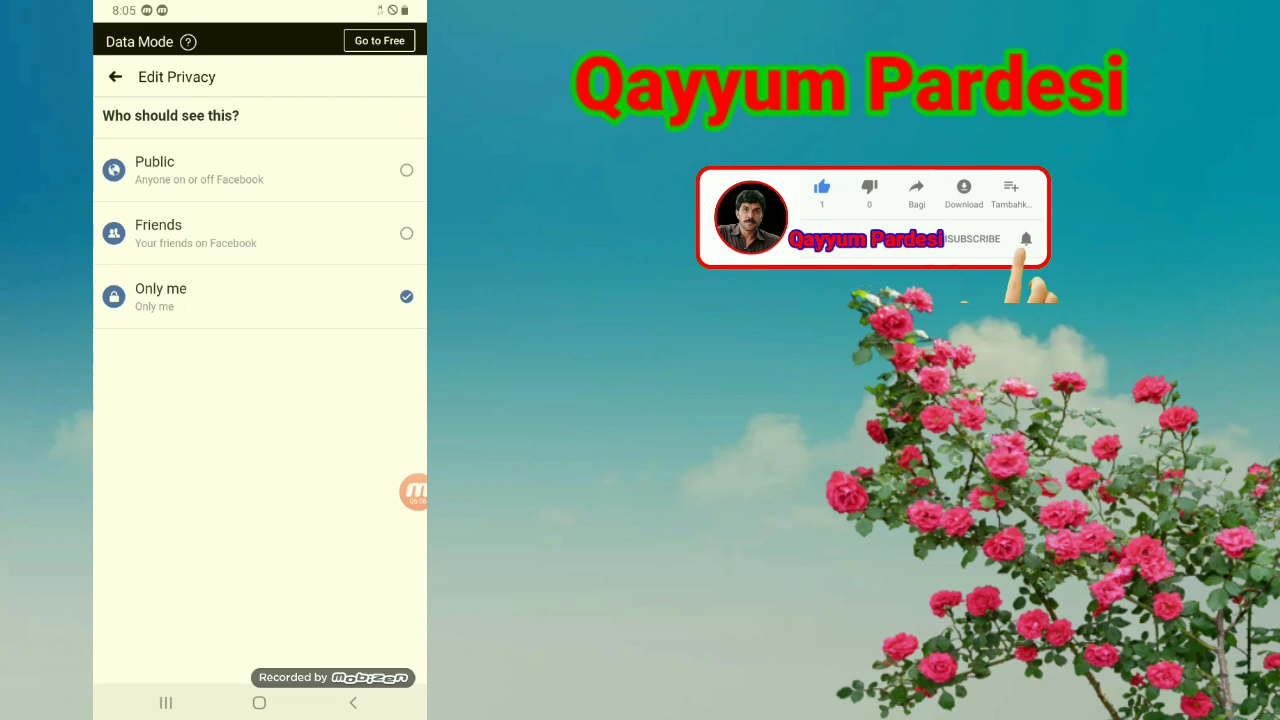 8:05
Data Mode ?
Go to Free
Edit Privacy
Who should see this?
Public
Anyone on or off Facebook
Friends
Your friends on Facebook
Only me
Only me
05:06
Recorded by mobizen
Qayyum Pardesi
1
0
Bagi
Download
Tambahk...
Qayyum Pardesi
SUBSCRIBE